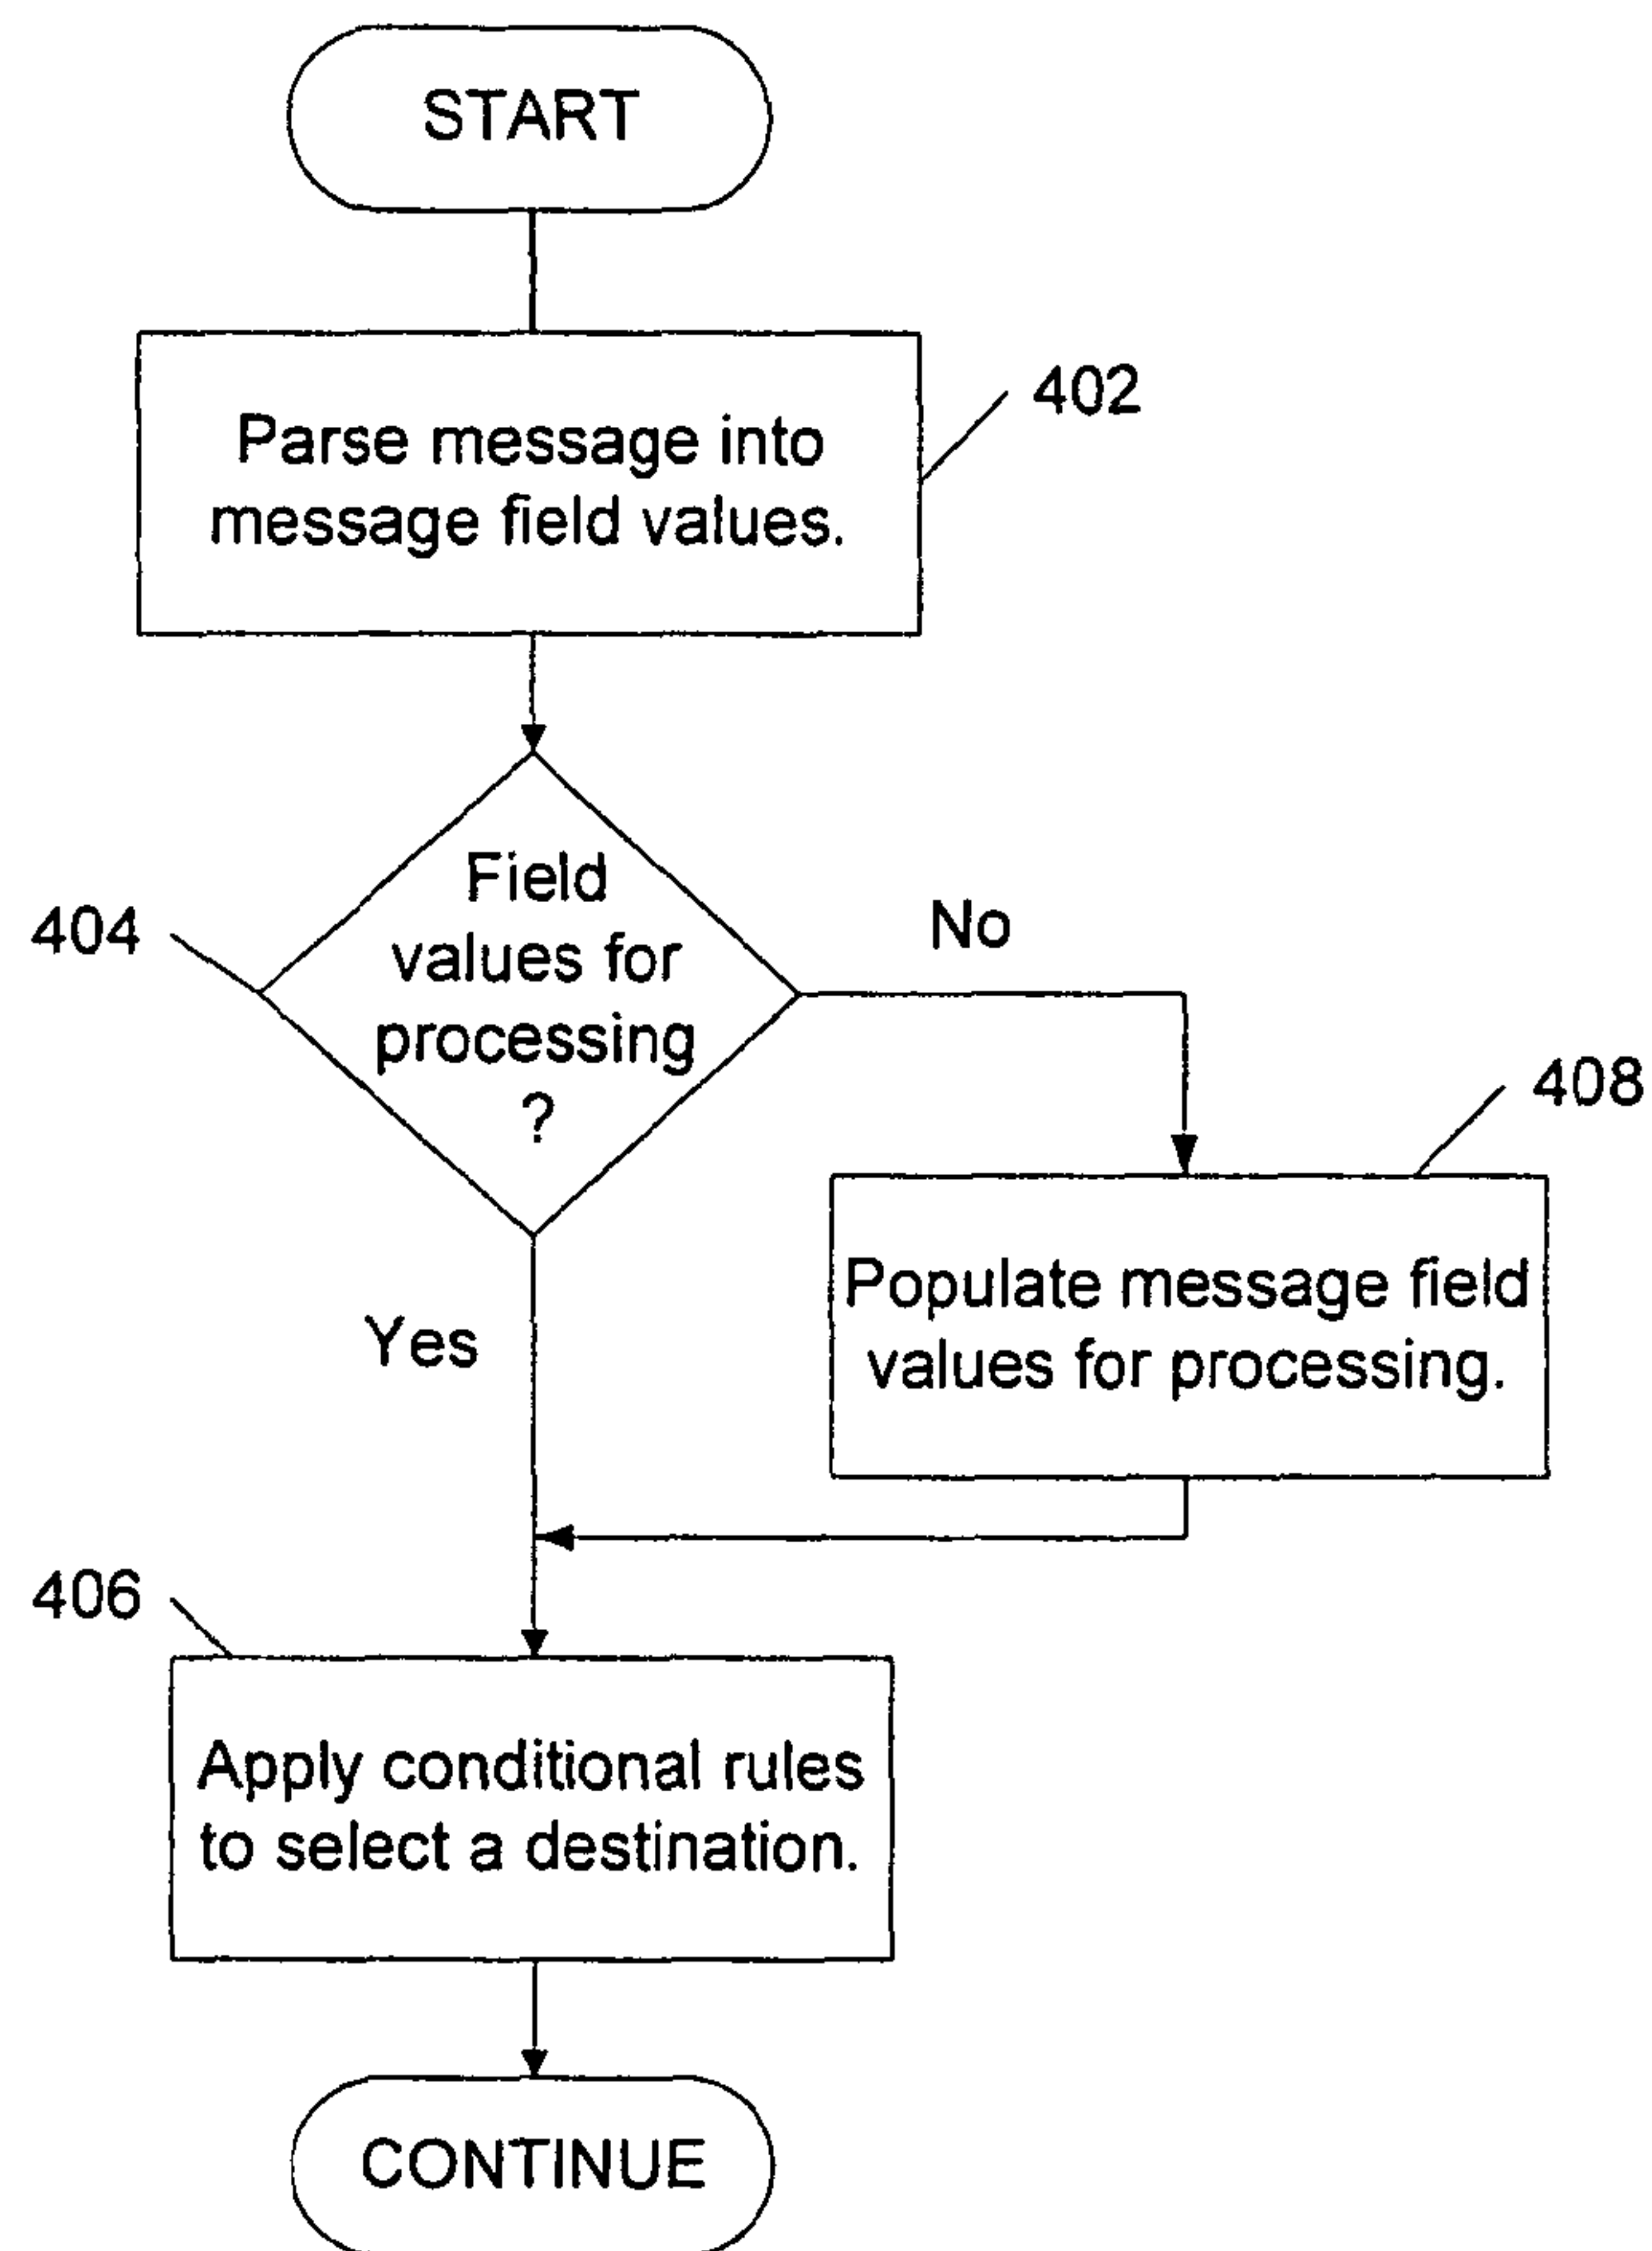 START
402
Parse message into
message field values.
404
Field
values for
processing
?
No
408
Populate message field
values for processing.
Yes
406
Apply conditional rules
to select a destination.
CONTINUE